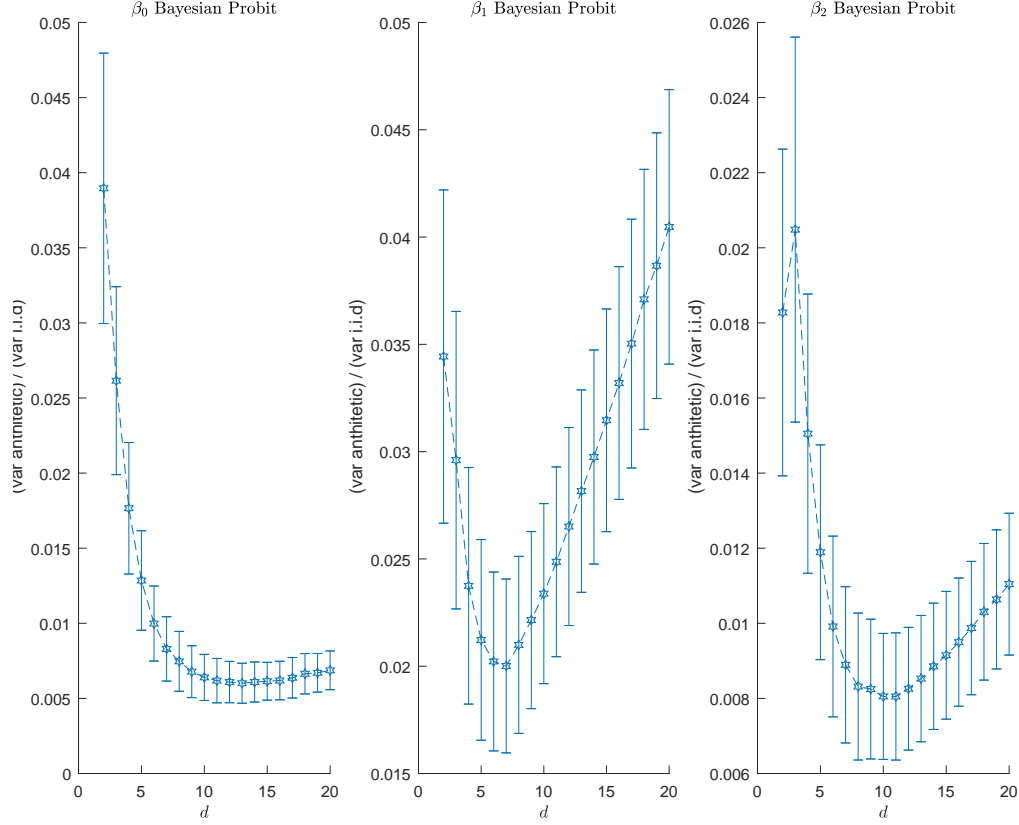 β0 Bayesian Probit
0.05
0.045
0.04
0.035
0.03
0.025
0.02
0.015
0.01
0.005
0
(var anthitetic) / (var i.i.d)
0 5 10 15 20
d
β1 Bayesian Probit
0.05
0.045
0.04
0.035
0.03
0.025
0.02
0.015
(var anthitetic) / (var i.i.d)
0 5 10 15 20
d
β2 Bayesian Probit
0.026
0.024
0.022
0.02
0.018
0.016
0.014
0.012
0.01
0.008
0.006
(var anthitetic) / (var i.i.d)
0 5 10 15 20
d